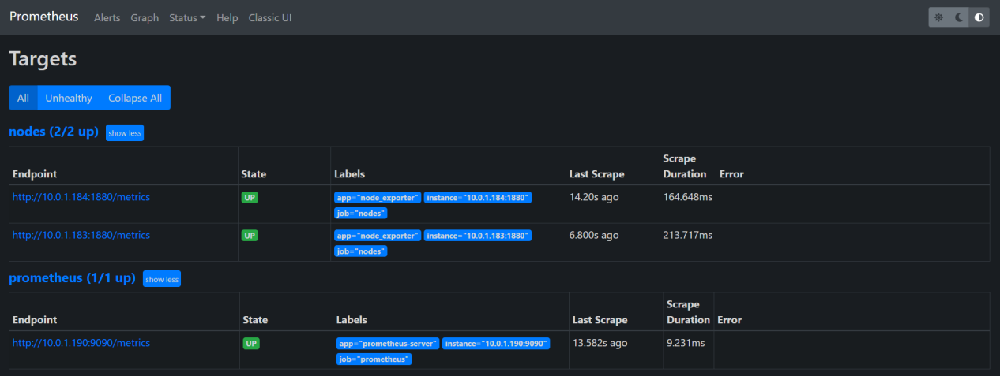 Prometheus Alerts Graph Status Help Classic UI
Targets
All Unhealthy Collapse All
nodes (2/2 up) show less
Scrape
Endpoint State Labels Last Scrape Duration Error
http://10.0.1.184:1880/metrics UP app="node_exporter" instance="10.0.1.184:1880" 14.20s ago 164.648ms
job="nodes"
http://10.0.1.183:1880/metrics UP app="node_exporter" instance="10.0.1.183:1880" 6.800s ago 213.717ms
job="nodes"
prometheus (1/1 up) show less
Scrape
Endpoint State Labels Last Scrape Duration Error
http://10.0.1.190:9090/metrics UP app="prometheus-server" instance="10.0.1.190:9090" 13.582s ago 9.231ms
job="prometheus"